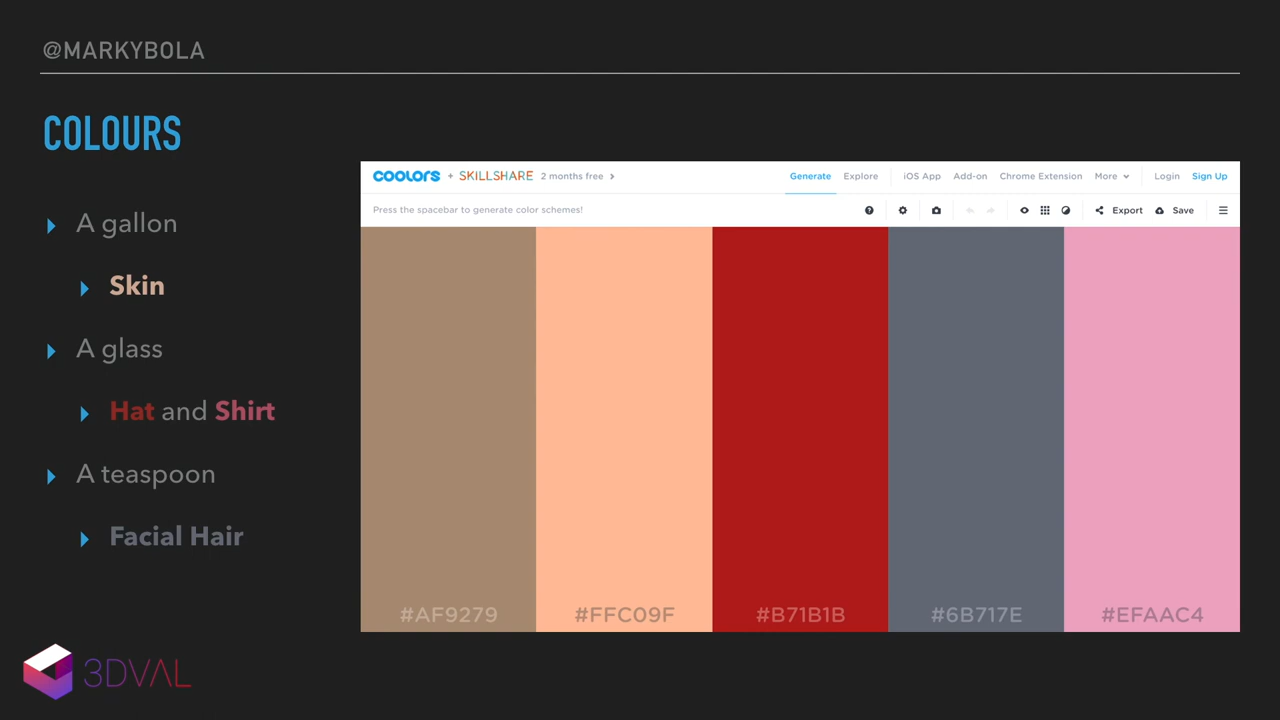 @MARKYBOLA
COLOURS
A gallon
Skin
A glass
Hat and Shirt
A teaspoon
Facial Hair
coolors + SKILLSHARE 2 months free Generate Explore iOS App Add-on Chrome Extension More Login Sign Up
Press the spacebar to generate color schemes! Export Save
#AF9279 #FFC09F #B71B1B #6B717E #EFAAC4
3DVAL